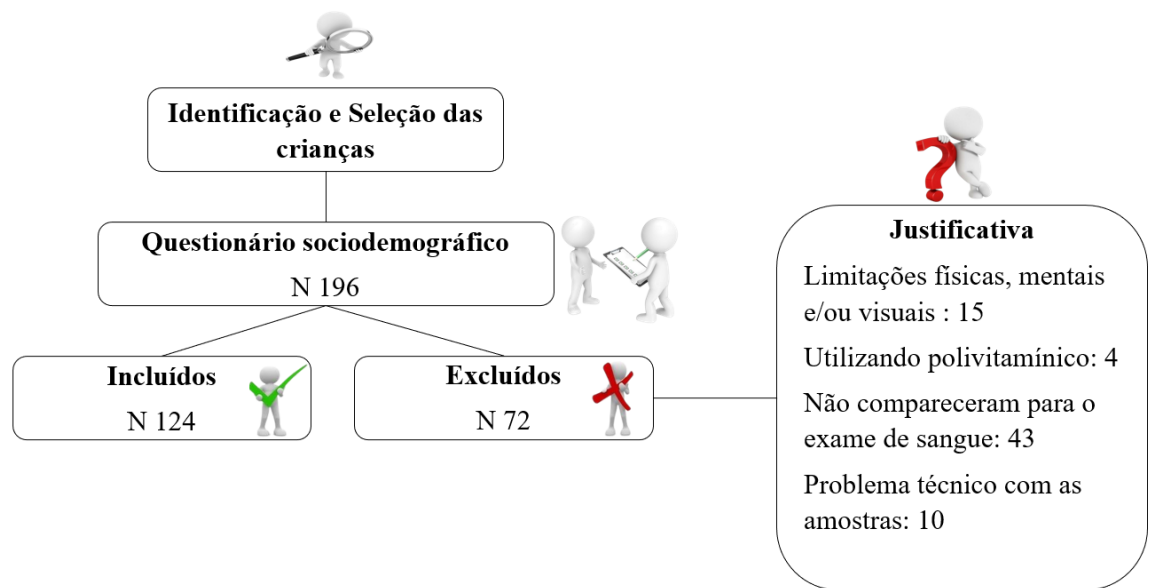 Identificação e Seleção das
crianças
Questionário sociodemográfico
N 196
Incluídos
N 124
Excluídos
N 72
Justificativa
Limitações físicas, mentais
e/ou visuais : 15
Utilizando polivitamínico: 4
Não compareceram para o
exame de sangue: 43
Problema técnico com as
amostras: 10